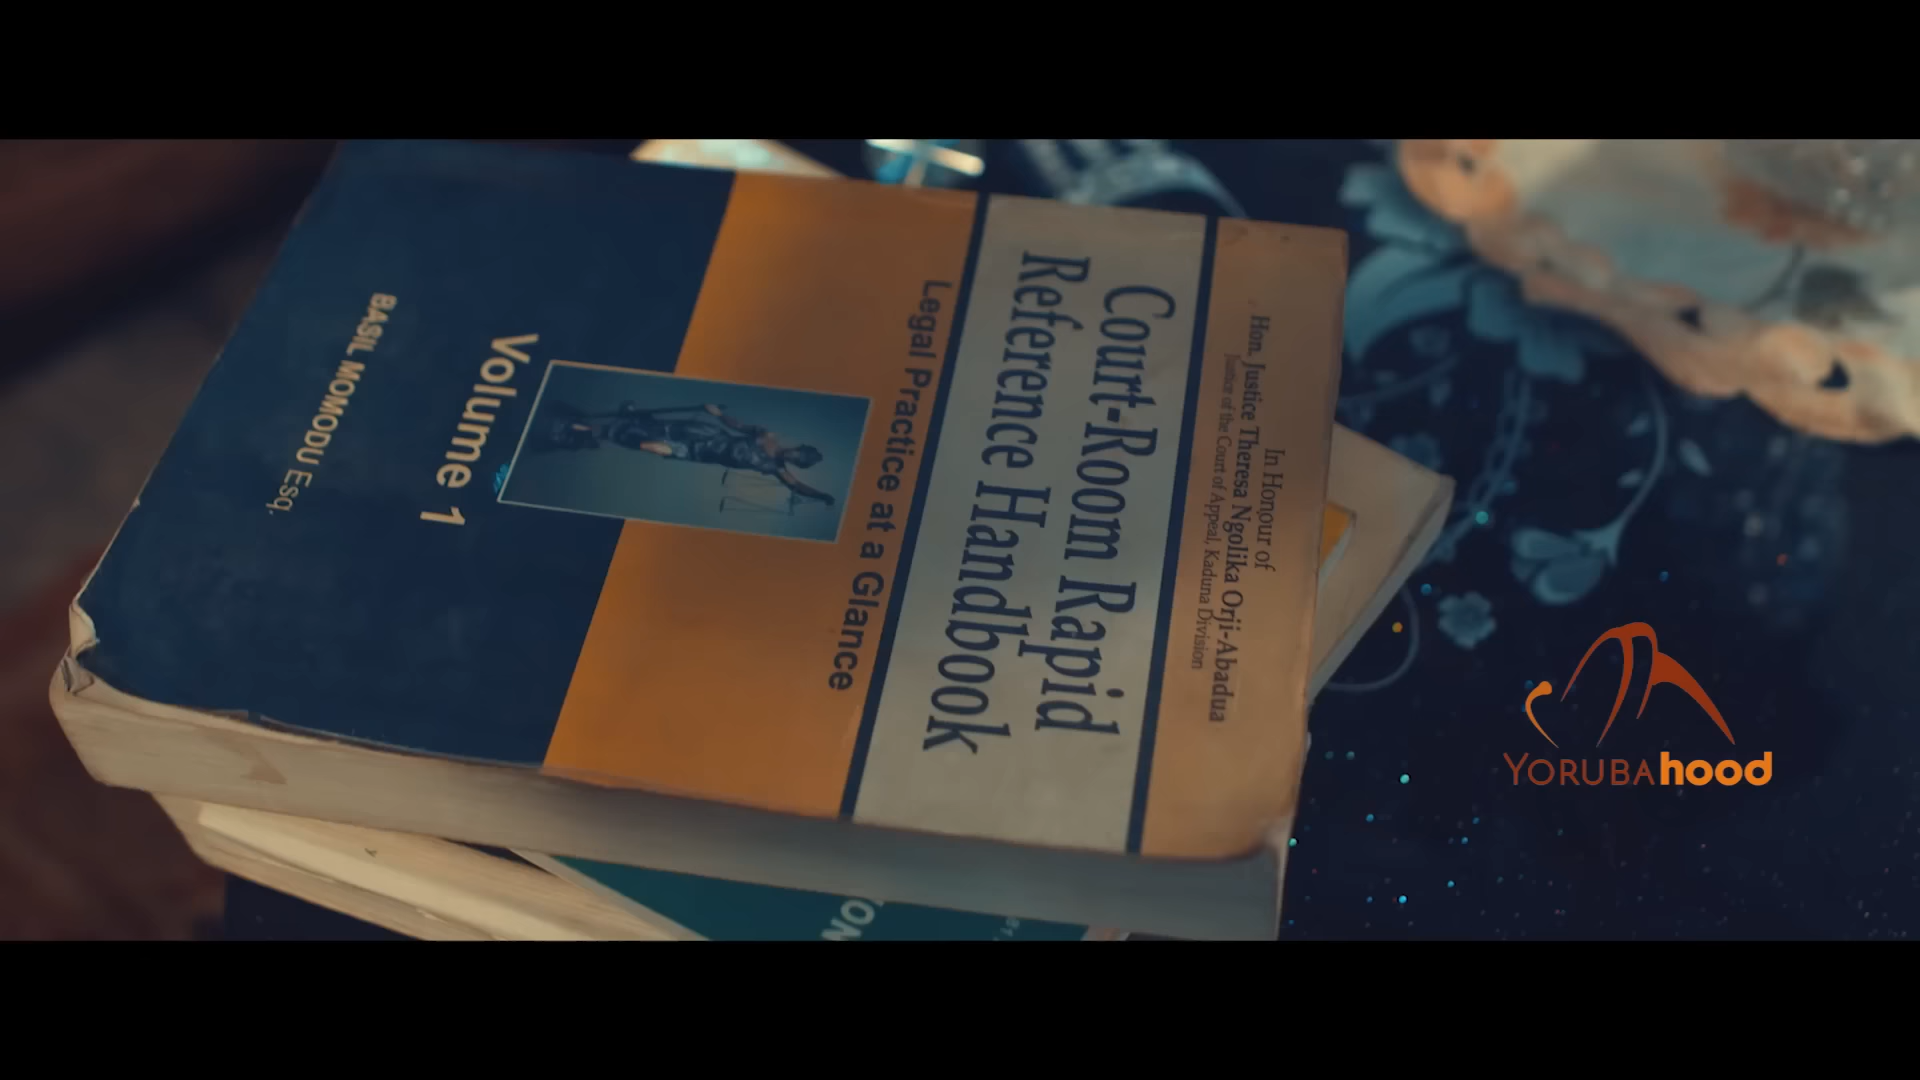 In Honour of
Hon. Justice Theresa Ngolika Orji-Abadua
Justice of the Court of Appeal, Kaduna Division
Court-Room Rapid
Reference Handbook
Legal Practice at a Glance
Volume 1
BASIL MOMODU Esq.
YORUBAhood